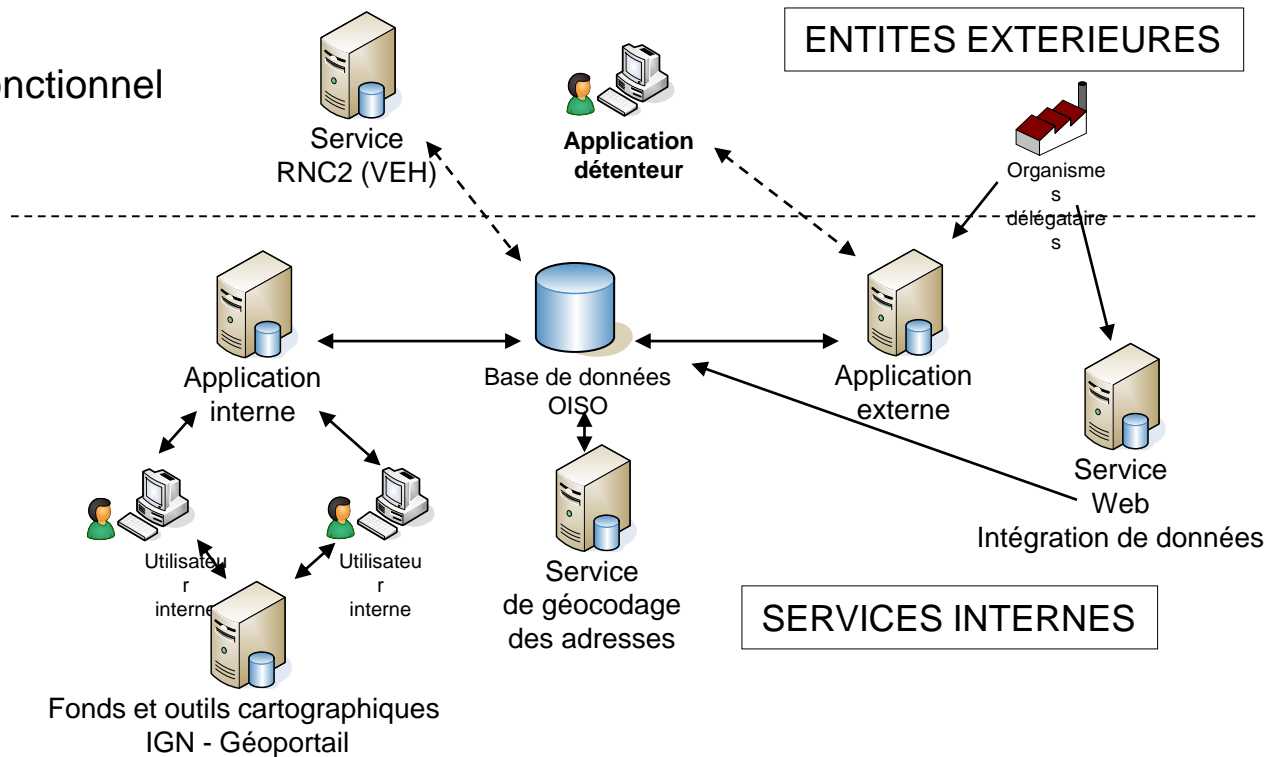 ENTITES EXTERIEURES
onctionnel
Service
RNC2 (VEH)
Application
détenteur
Organisme
s
délégataire
s
Application
interne
Base de données
OISO
Application
externe
Service
Web
Intégration de données
Utilisateu
r
interne
Utilisateu
r
interne
Service
de géocodage
des adresses
SERVICES INTERNES
Fonds et outils cartographiques
IGN - Géoportail